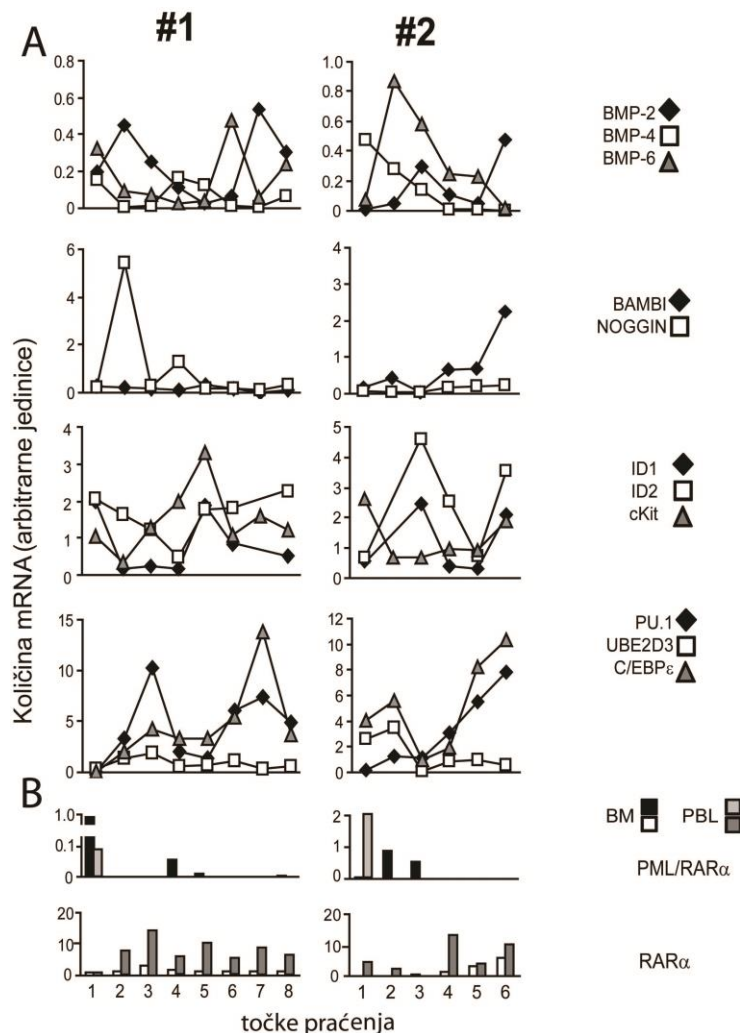 #1 #2
A
Količina mRNA (arbitrarne jedinice)
0.8
0.6
0.4
0.2
0
1.0
0.8
0.6
0.4
0.2
0
BMP-2
BMP-4
BMP-6
6
4
2
0
4
3
2
1
0
BAMBI
NOGGIN
4
3
2
1
0
5
4
3
2
1
0
ID1
ID2
cKit
15
10
5
0
12
10
8
6
4
2
0
PU.1
UBE2D3
C/EBPε
B
1.0
0.1
0
2
1
0
BM PBL
PML/RARα
20
10
0
20
10
0
RARα
1 2 3 4 5 6 7 8
1 2 3 4 5 6
točke praćenja